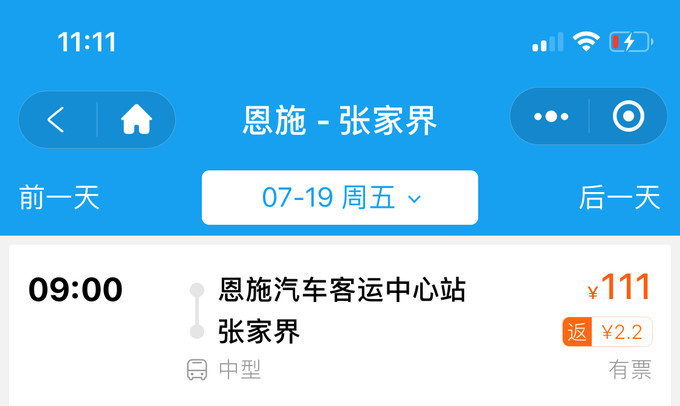 11:11
恩施 - 张家界
前一天
07-19 周五
后一天
09:00
恩施汽车客运中心站
¥111
张家界
返 ¥2.2
中型
有票